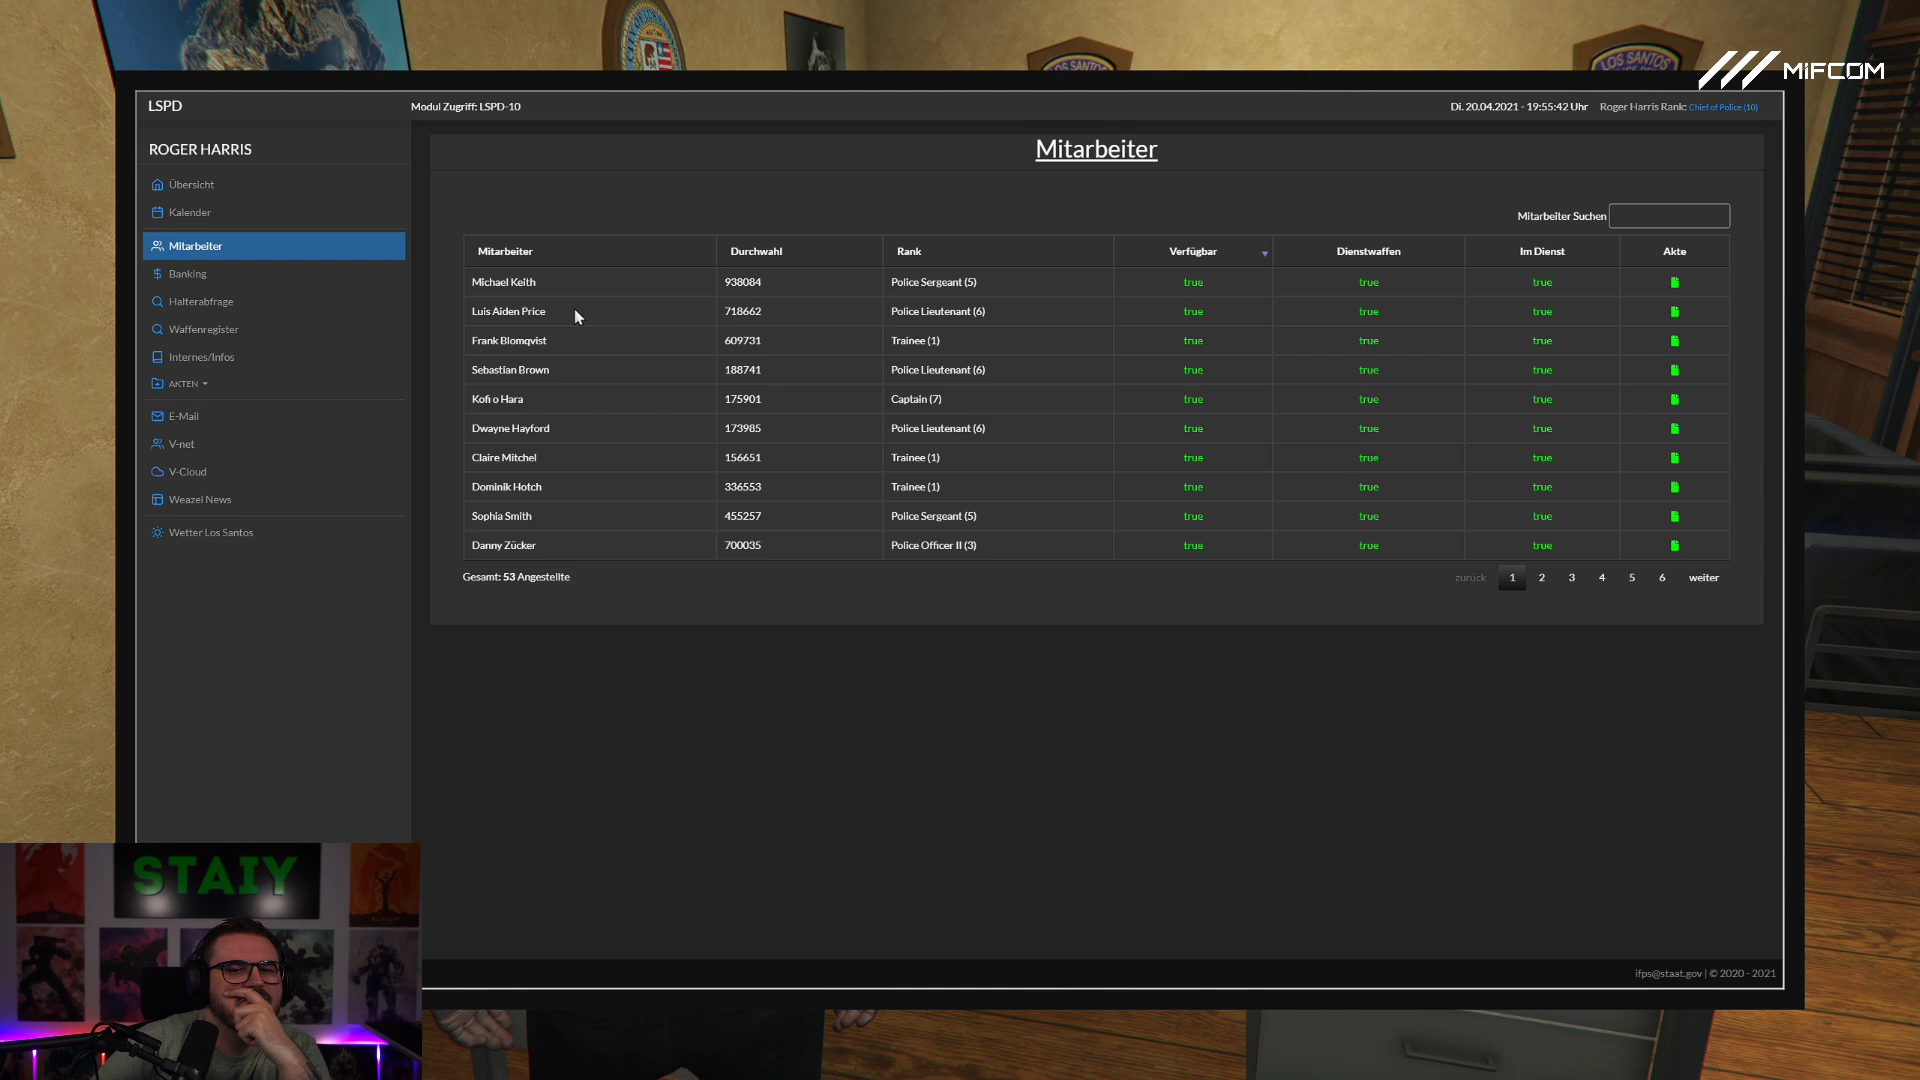 LOS SANTOS
LOS SANTOS
MIFCOM
LSPD
Modul Zugriff: LSPD-10
Di. 20.04.2021 - 19:55:42 Uhr
Roger Harris Rank: Chief of Police (10)
ROGER HARRIS
Übersicht
Kalender
Mitarbeiter
Banking
Halterabfrage
Waffenregister
Internes/Infos
AKTEN
E-Mail
V-net
V-Cloud
Weazel News
Wetter Los Santos
Mitarbeiter
Mitarbeiter Suchen
Mitarbeiter Durchwahl Rank Verfügbar Dienstwaffen Im Dienst Akte
Michael Keith 938084 Police Sergeant (5) true true true
Luis Aiden Price 718662 Police Lieutenant (6) true true true
Frank Blomqvist 609731 Trainee (1) true true true
Sebastian Brown 188741 Police Lieutenant (6) true true true
Kofi o Hara 175901 Captain (7) true true true
Dwayne Hayford 173985 Police Lieutenant (6) true true true
Claire Mitchel 156651 Trainee (1) true true true
Dominik Hotch 336553 Trainee (1) true true true
Sophia Smith 455257 Police Sergeant (5) true true true
Danny Zücker 700035 Police Officer II (3) true true true
Gesamt: 53 Angestellte
zurück 1 2 3 4 5 6 weiter
ifps@staat.gov | © 2020 - 2021
STAIY